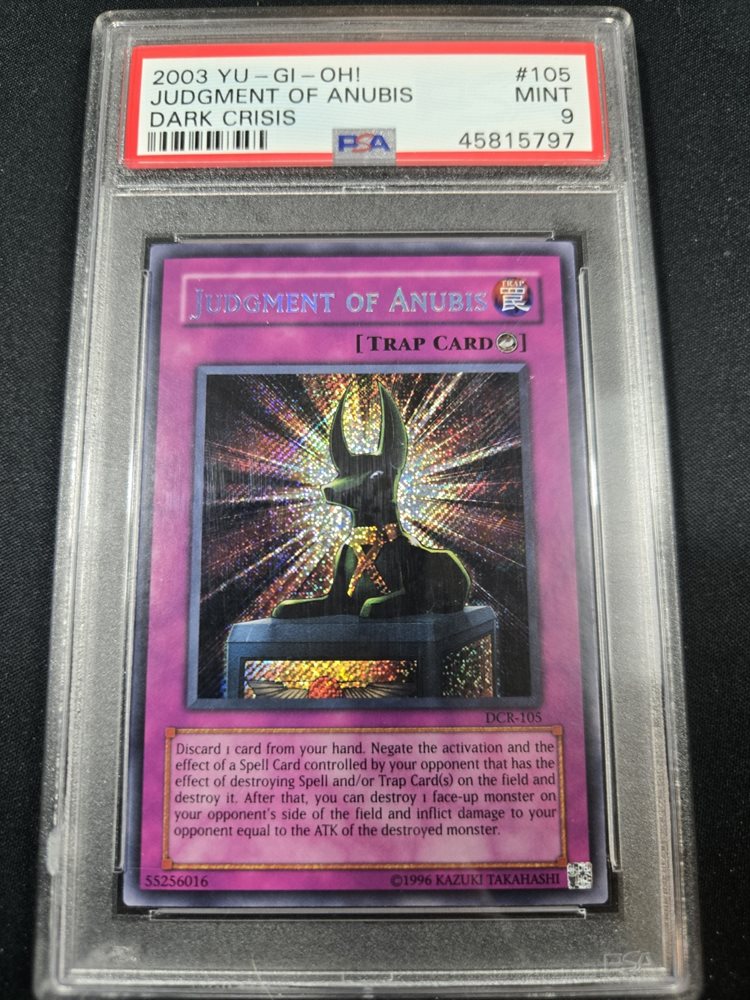 2003 YU-GI-OH! #105
JUDGMENT OF ANUBIS MINT
DARK CRISIS 9
PSA 45815797
JUDGMENT OF ANUBIS
TRAP
罠
[TRAP CARD]
DCR-105
Discard 1 card from your hand. Negate the activation and the
effect of a Spell Card controlled by your opponent that has the
effect of destroying Spell and/or Trap Card(s) on the field and
destroy it. After that, you can destroy 1 face-up monster on
your opponent's side of the field and inflict damage to your
opponent equal to the ATK of the destroyed monster.
55256016 ©1996 KAZUKI TAKAHASHI
PSA